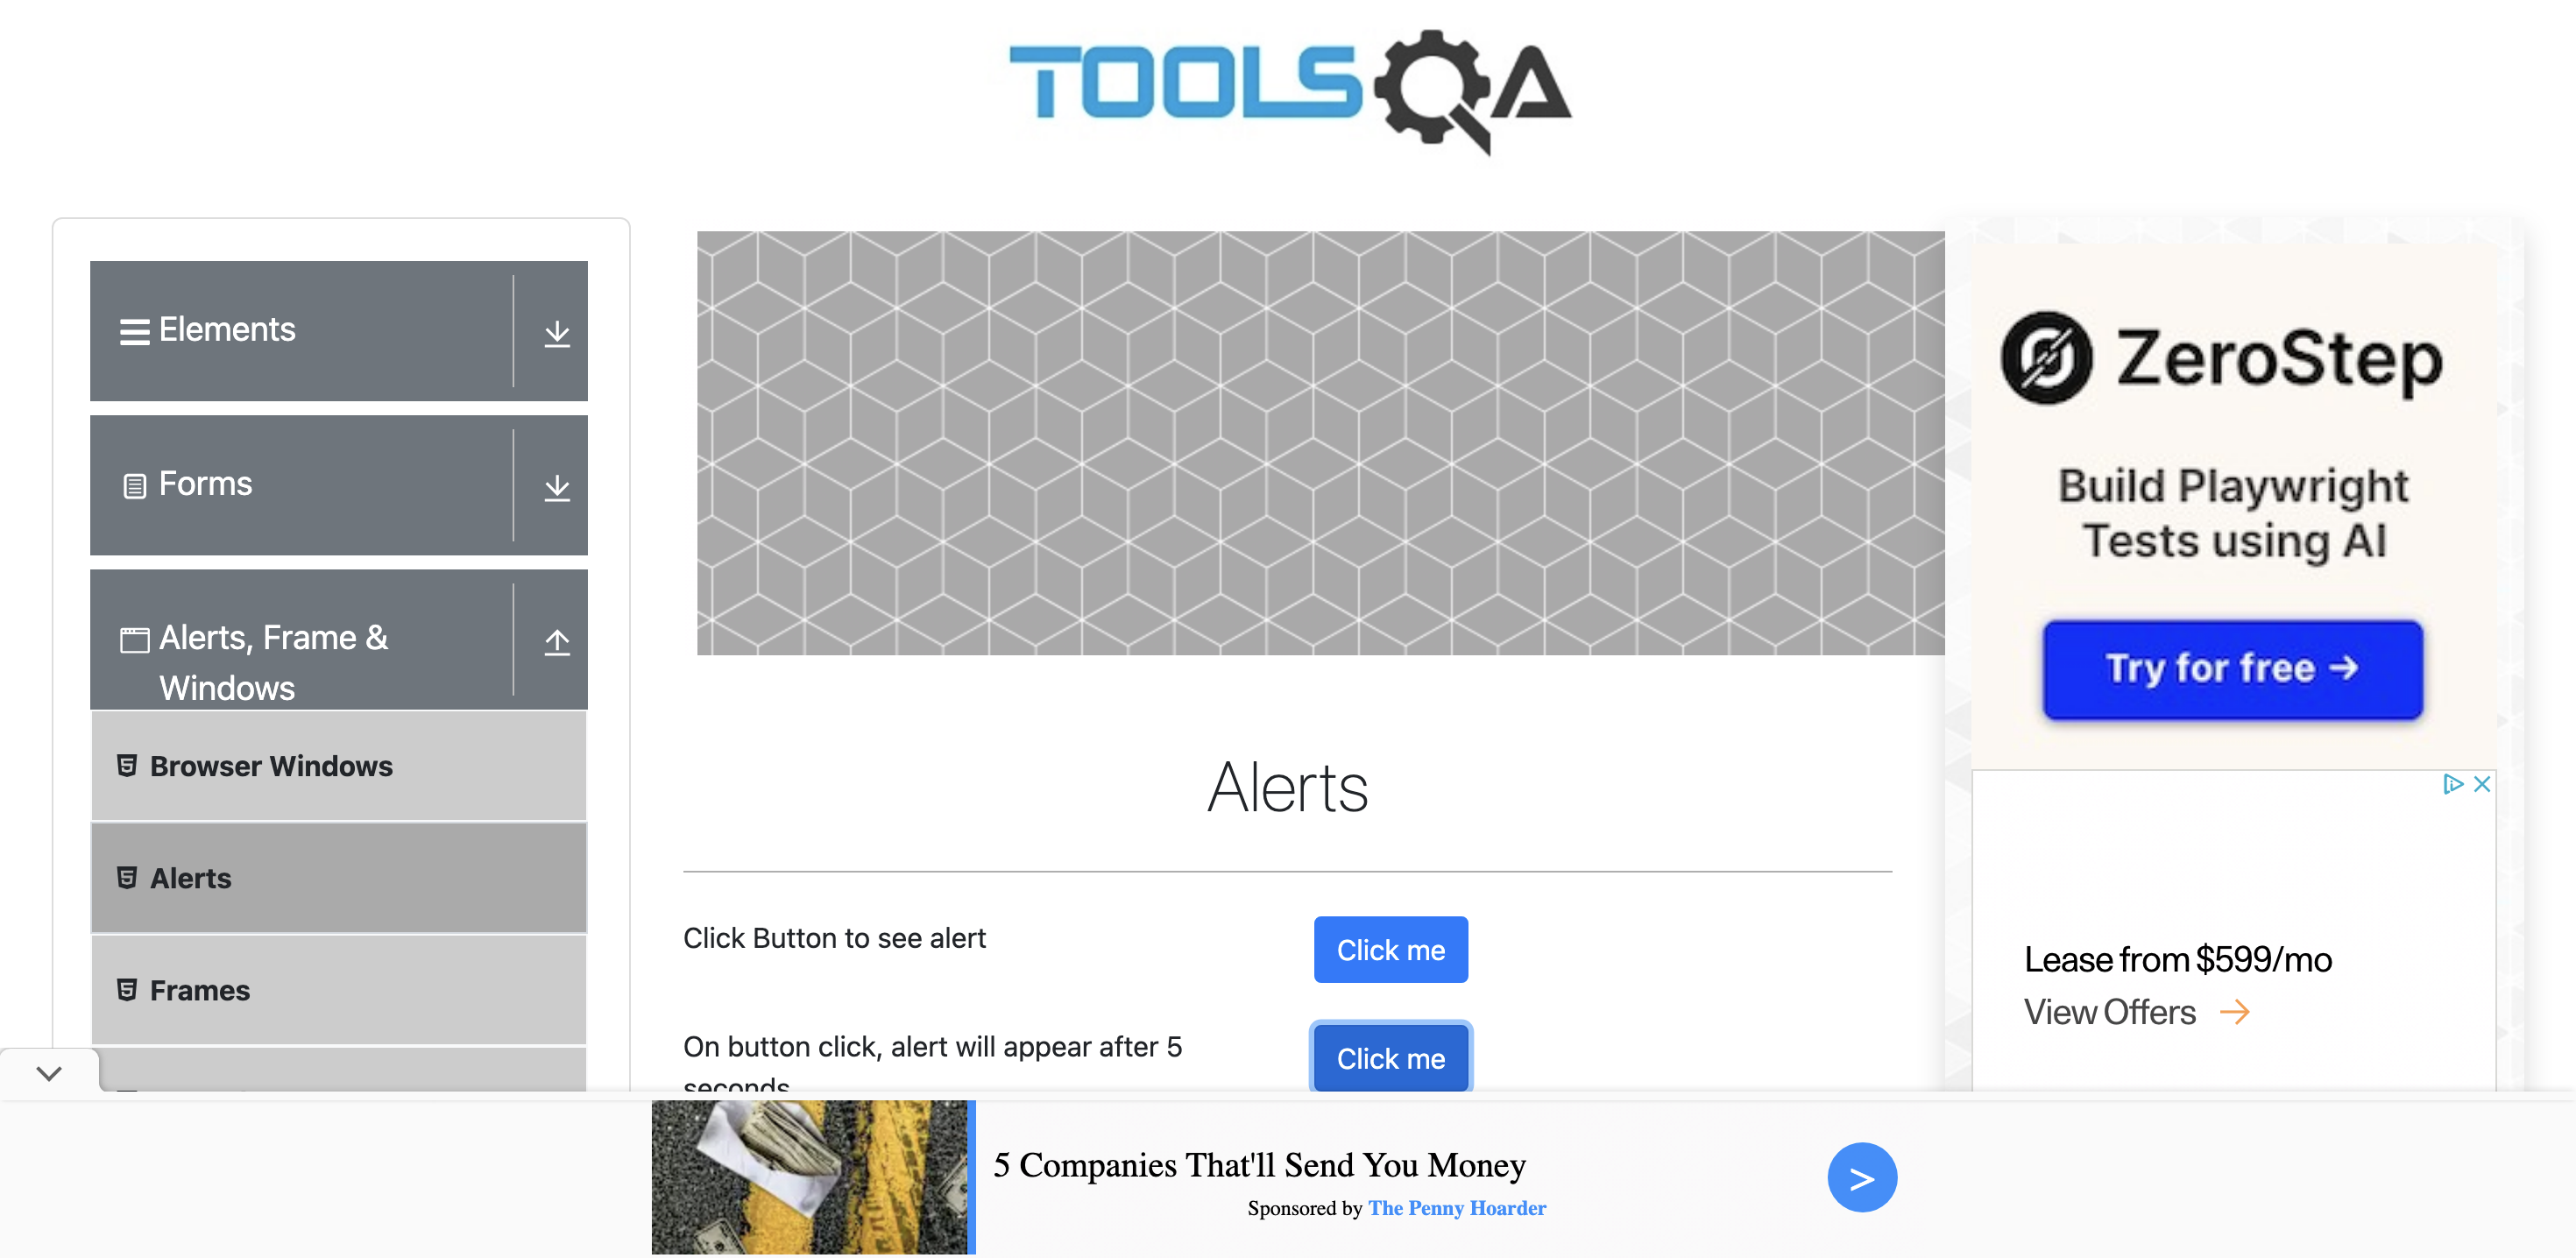 TOOLSQA
Elements
Forms
Alerts, Frame &
Windows
Browser Windows
Alerts
Frames
Alerts
Click Button to see alert
Click me
On button click, alert will appear after 5
seconds
Click me
ZeroStep
Build Playwright
Tests using AI
Try for free →
Lease from $599/mo
View Offers →
5 Companies That'll Send You Money
Sponsored by The Penny Hoarder
>